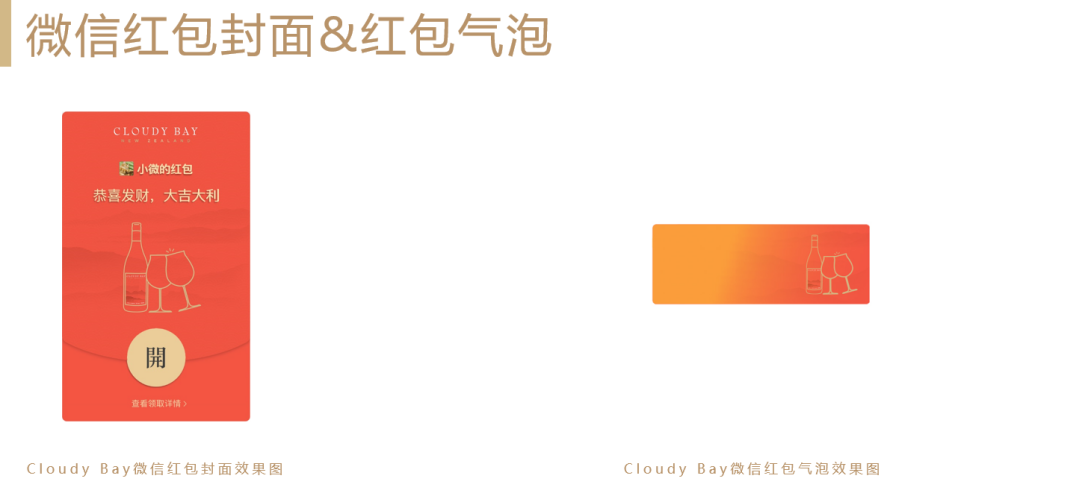 微信红包封面&红包气泡
CLOUDY BAY
NEW ZEALAND
小微的红包
恭喜发财，大吉大利
開
查看领取详情 >
Cloudy Bay微信红包封面效果图
Cloudy Bay微信红包气泡效果图